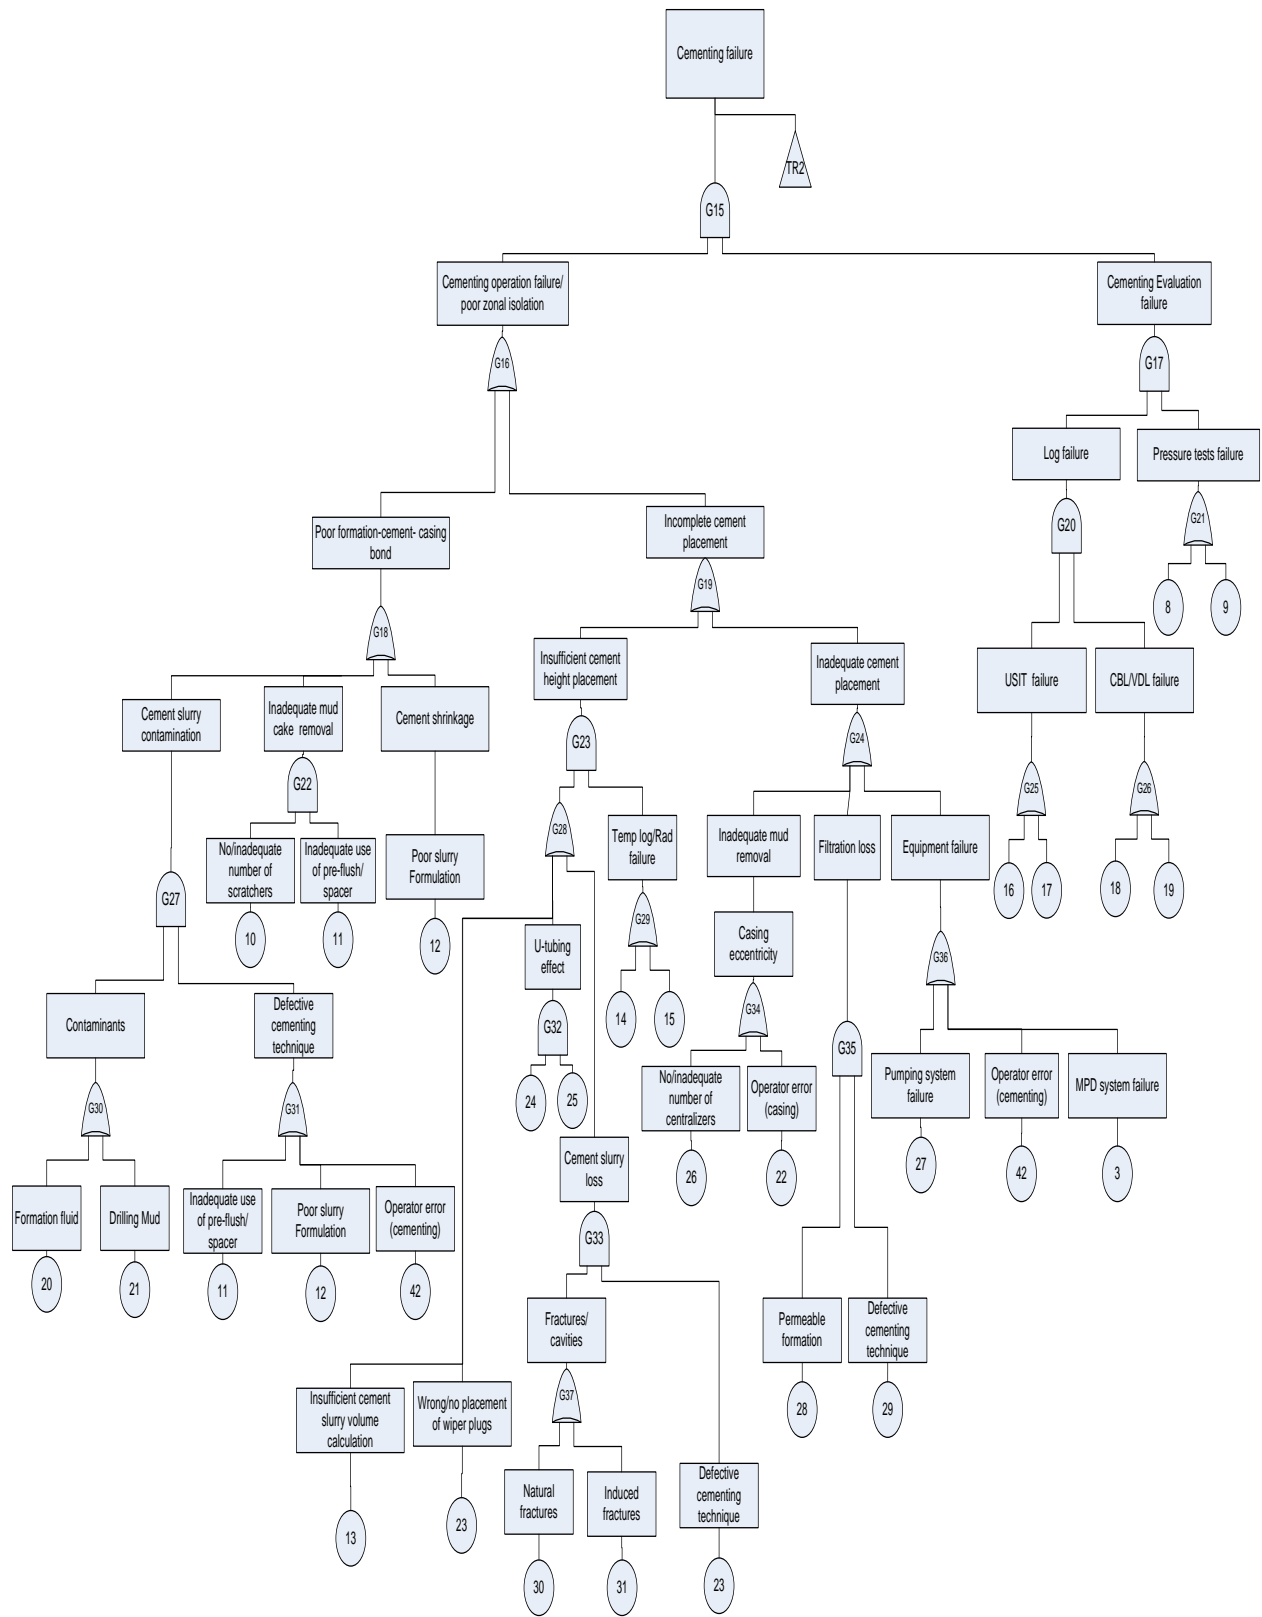 Cementing failure
TR2
G15
Cementing operation failure/
poor zonal isolation
Cementing Evaluation
failure
G16
G17
Log failure
Pressure tests failure
Poor formation-cement- casing
bond
Incomplete cement
placement
G20
G21
8
9
G18
G19
Insufficient cement
height placement
Inadequate cement
placement
USIT failure
CBL/VDL failure
Cement slurry
contamination
Inadequate mud
cake removal
Cement shrinkage
G23
G24
G22
G25
G26
G28
Temp log/Rad
failure
Inadequate mud
removal
Filtration loss
Equipment failure
No/inadequate
number of
scratchers
Inadequate use
of pre-flush/
spacer
Poor slurry
Formulation
16
17
18
19
G27
10
11
12
G29
U-tubing
effect
Casing
eccentricity
G36
Contaminants
Defective
cementing
technique
14
15
G32
G34
G35
24
25
No/inadequate
number of
centralizers
Operator error
(casing)
Pumping system
failure
Operator error
(cementing)
MPD system failure
G30
G31
Cement slurry
loss
26
22
27
42
3
Formation fluid
Drilling Mud
Inadequate use
of pre-flush/
spacer
Poor slurry
Formulation
Operator error
(cementing)
G33
20
21
11
12
42
Fractures/
cavities
Permeable
formation
Defective
cementing
technique
G37
28
29
Insufficient cement
slurry volume
calculation
Wrong/no placement
of wiper plugs
Natural
fractures
Induced
fractures
Defective
cementing
technique
13
23
30
31
23